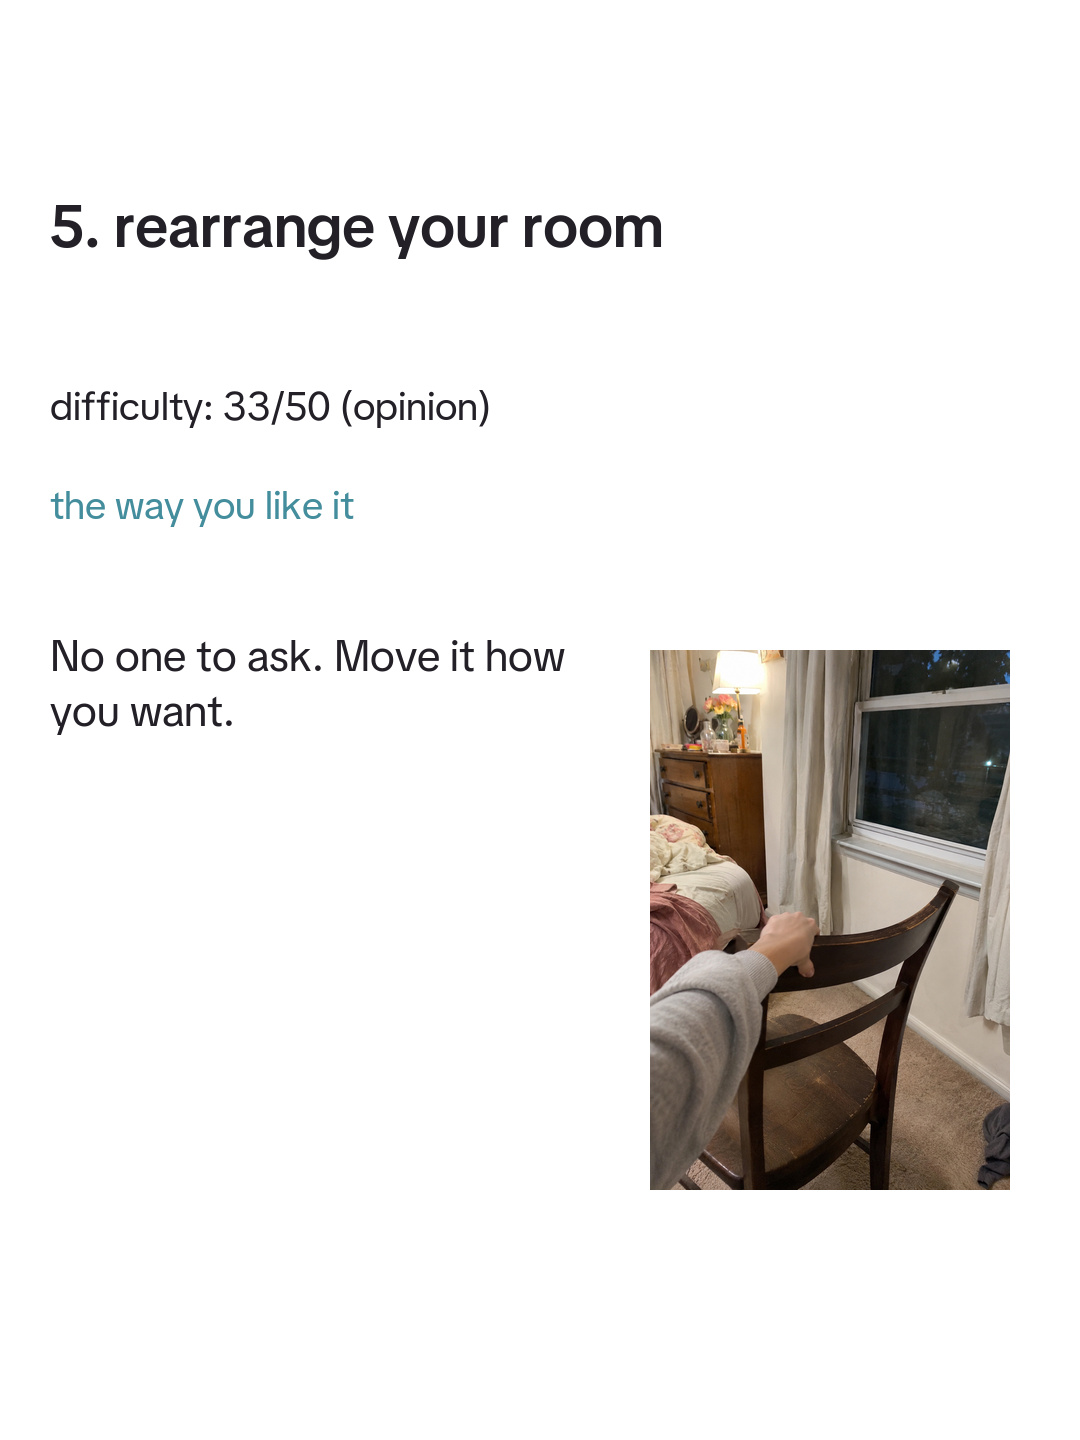 5. rearrange your room
difficulty: 33/50 (opinion)
the way you like it
No one to ask. Move it how
you want.